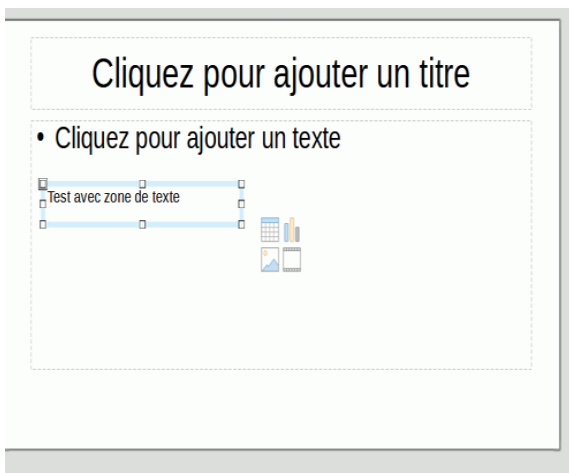 Cliquez pour ajouter un titre
• Cliquez pour ajouter un texte
Test avec zone de texte